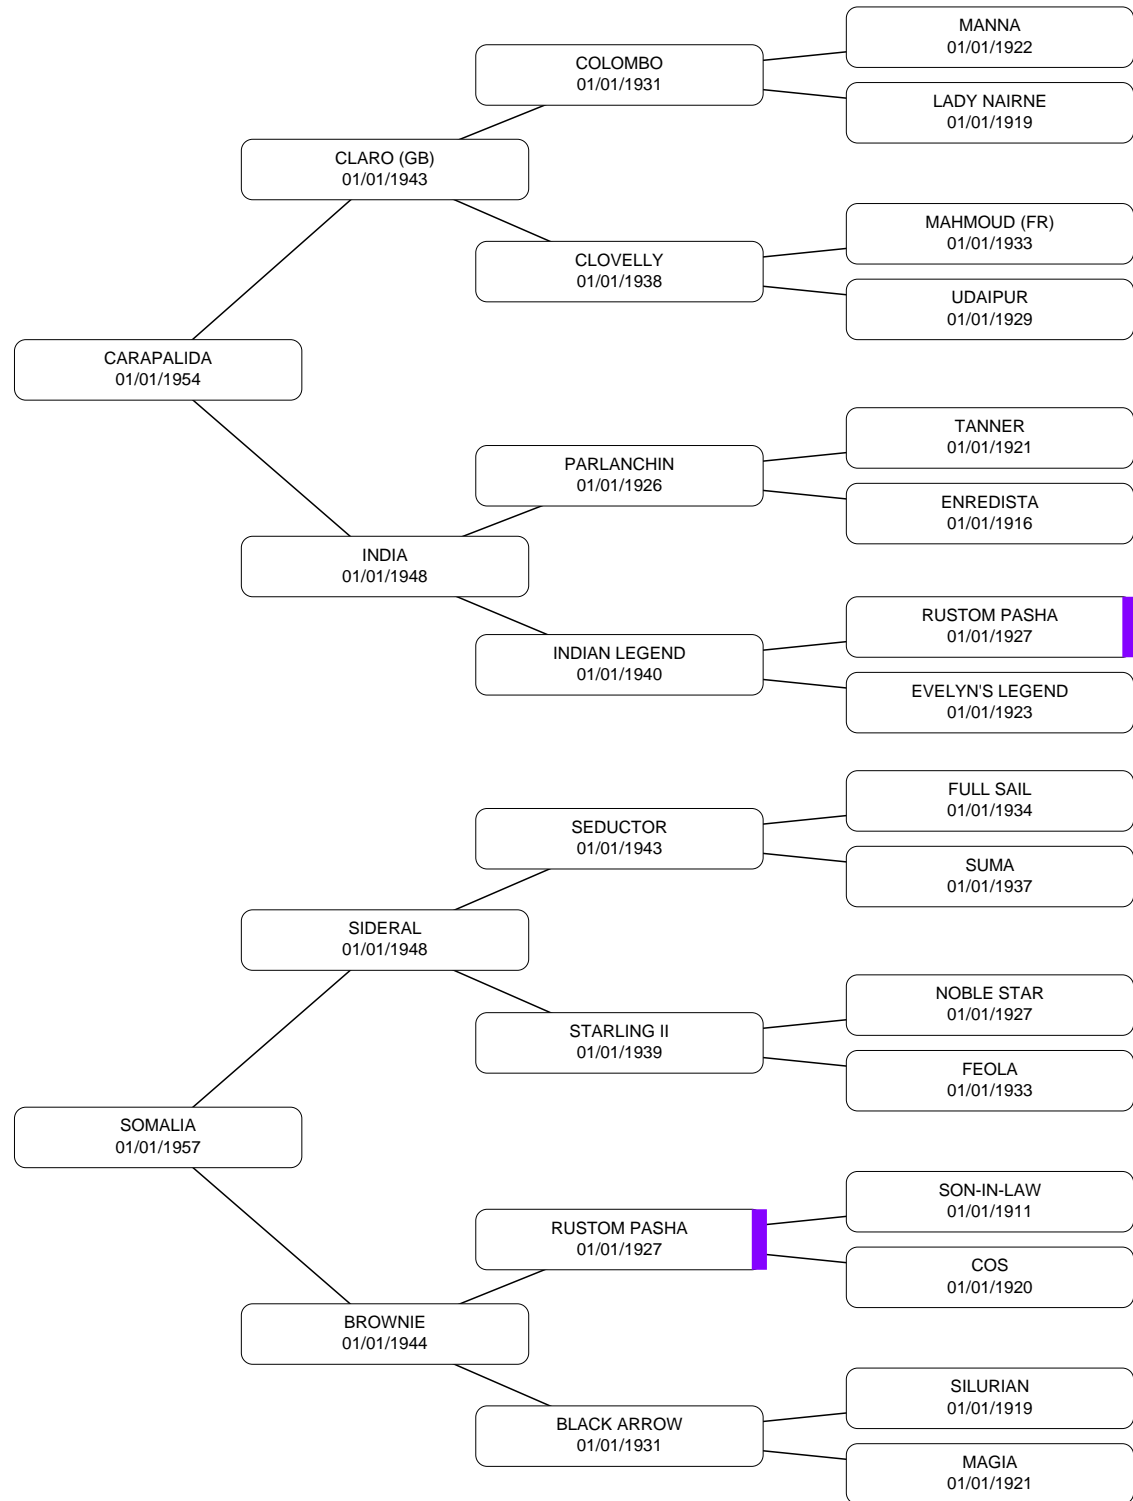 MANNA
01/01/1922
COLOMBO
01/01/1931
LADY NAIRNE
01/01/1919
CLARO (GB)
01/01/1943
MAHMOUD (FR)
01/01/1933
CLOVELLY
01/01/1938
UDAIPUR
01/01/1929
CARAPALIDA
01/01/1954
TANNER
01/01/1921
PARLANCHIN
01/01/1926
ENREDISTA
01/01/1916
INDIA
01/01/1948
RUSTOM PASHA
01/01/1927
INDIAN LEGEND
01/01/1940
EVELYN'S LEGEND
01/01/1923
FULL SAIL
01/01/1934
SEDUCTOR
01/01/1943
SUMA
01/01/1937
SIDERAL
01/01/1948
NOBLE STAR
01/01/1927
STARLING II
01/01/1939
FEOLA
01/01/1933
SOMALIA
01/01/1957
SON-IN-LAW
01/01/1911
RUSTOM PASHA
01/01/1927
COS
01/01/1920
BROWNIE
01/01/1944
SILURIAN
01/01/1919
BLACK ARROW
01/01/1931
MAGIA
01/01/1921